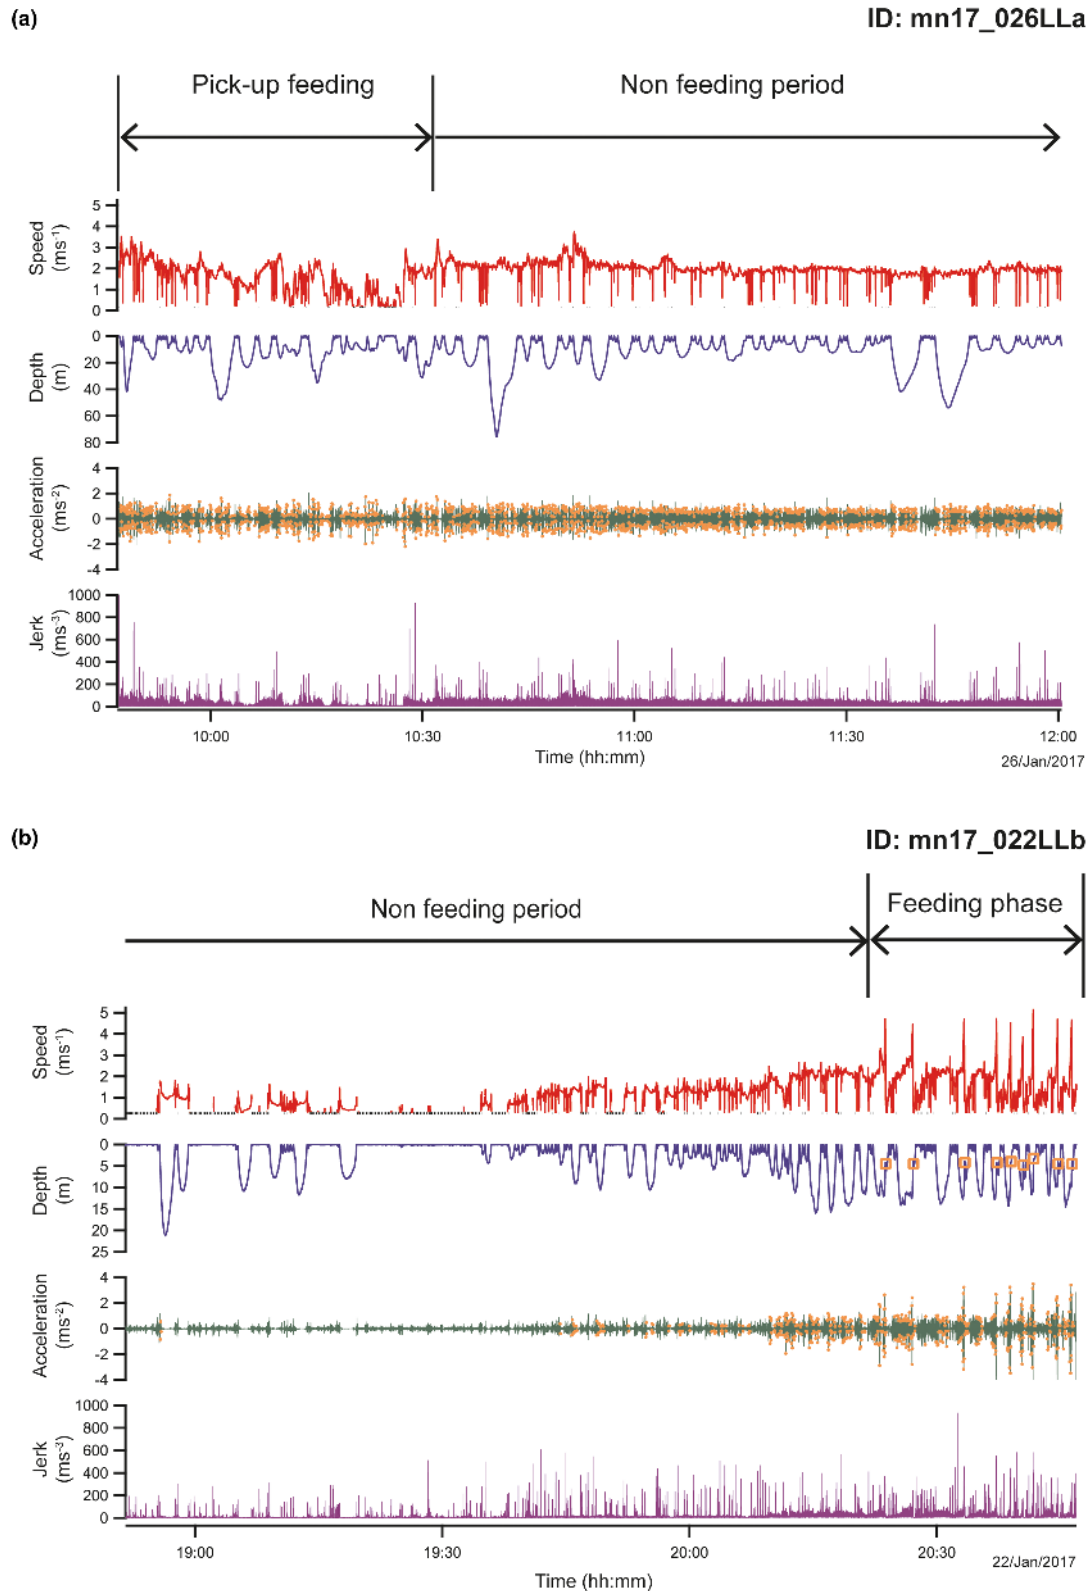 (a)
ID: mn17_026LLa
Pick-up feeding
Non feeding period
Speed
(ms-1)
5
4
3
2
1
0
Depth
(m)
0
20
40
60
80
Acceleration
(ms-2)
4
2
0
-2
-4
Jerk
(ms-3)
1000
800
600
400
200
0
10:00
10:30
11:00
11:30
12:00
Time (hh:mm)
26/Jan/2017
(b)
ID: mn17_022LLb
Non feeding period
Feeding phase
Speed
(ms-1)
5
4
3
2
1
0
Depth
(m)
0
5
10
15
20
25
Acceleration
(ms-2)
4
2
0
-2
-4
Jerk
(ms-3)
1000
800
600
400
200
0
19:00
19:30
20:00
20:30
22/Jan/2017
Time (hh:mm)